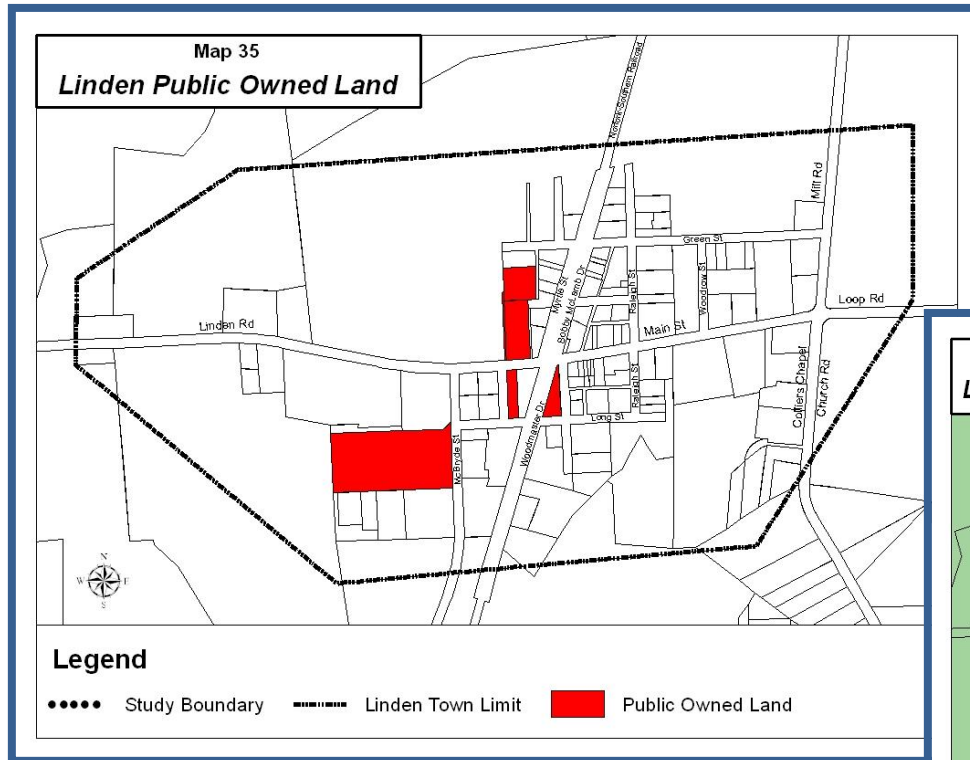 Map 35
Linden Public Owned Land
Norfolk-Southern Railroad
Mill Rd
Green St
Woodrow St
Raleigh St
Myrtle St
Bobby McLamb Dr
Loop Rd
Main St
Linden Rd
Raleigh St
Colliers Chapel
Church Rd
Long St
Woodmaster Dr
McBryde St
N
W
E
S
Legend
Study Boundary
Linden Town Limit
Public Owned Land
L